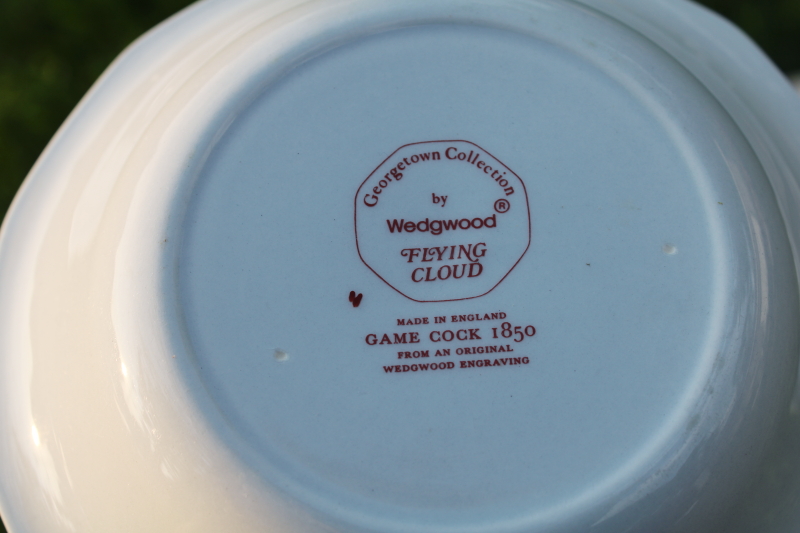 Georgetown Collection
by
Wedgwood®
FLYING
CLOUD
MADE IN ENGLAND
GAME COCK 1850
FROM AN ORIGINAL
WEDGWOOD ENGRAVING